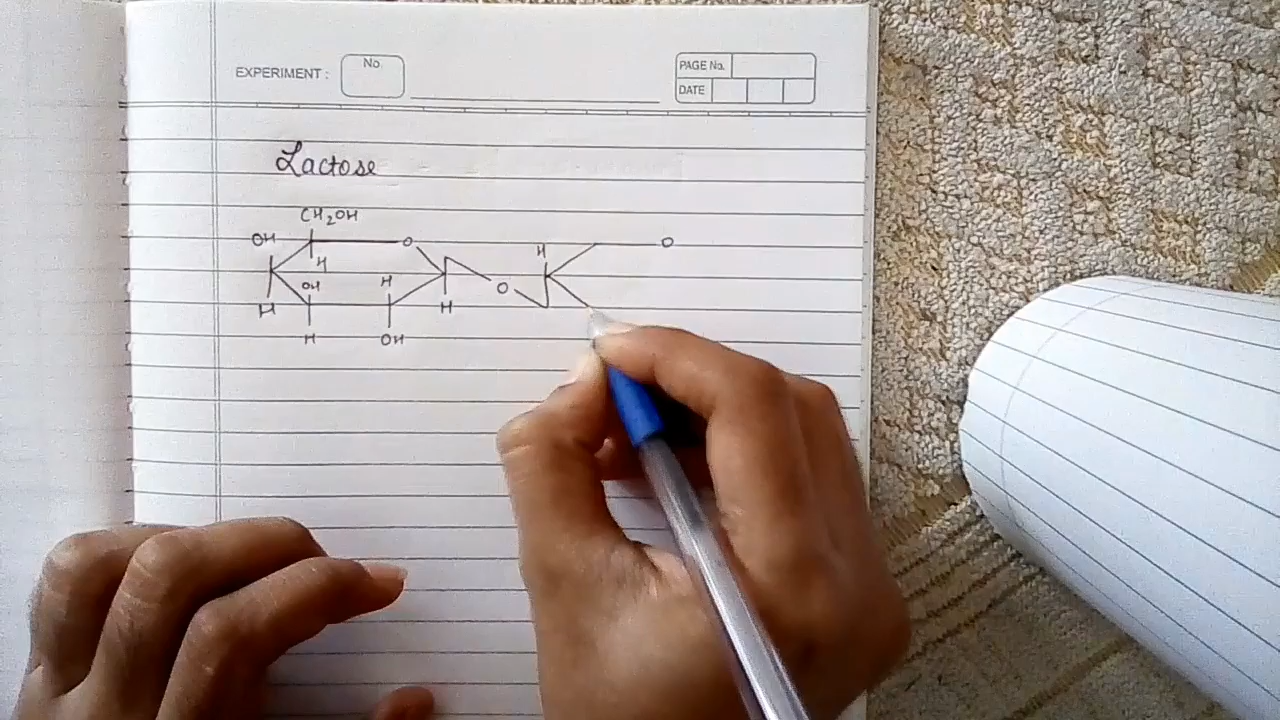 EXPERIMENT : No.
PAGE No.
DATE
Lactose
CH₂OH
OH O O
H H
OH H O
H H
H OH